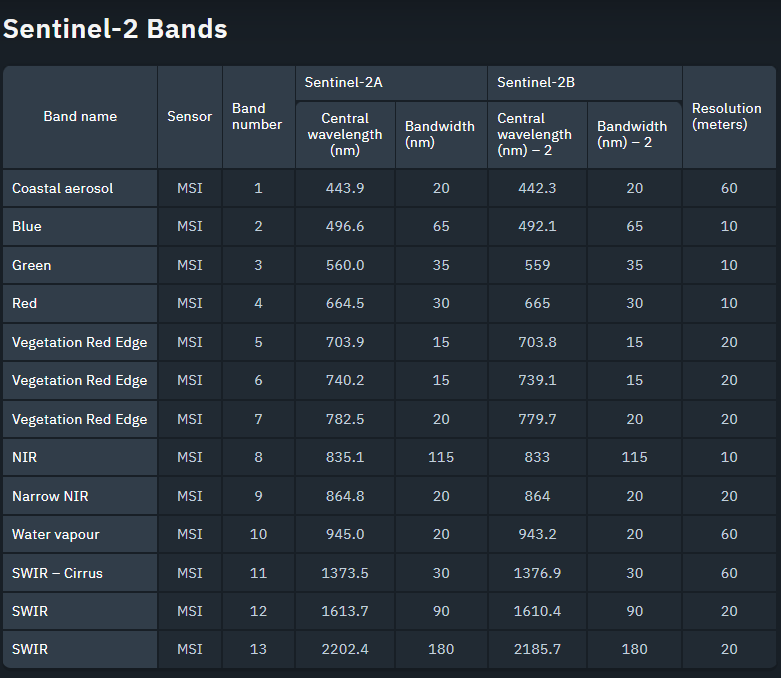 Sentinel-2 Bands
Sentinel-2A Sentinel-2B
Band name Sensor Band number Central wavelength (nm) Bandwidth (nm) Central wavelength (nm) – 2 Bandwidth (nm) – 2 Resolution (meters)
Coastal aerosol MSI 1 443.9 20 442.3 20 60
Blue MSI 2 496.6 65 492.1 65 10
Green MSI 3 560.0 35 559 35 10
Red MSI 4 664.5 30 665 30 10
Vegetation Red Edge MSI 5 703.9 15 703.8 15 20
Vegetation Red Edge MSI 6 740.2 15 739.1 15 20
Vegetation Red Edge MSI 7 782.5 20 779.7 20 20
NIR MSI 8 835.1 115 833 115 10
Narrow NIR MSI 9 864.8 20 864 20 20
Water vapour MSI 10 945.0 20 943.2 20 60
SWIR – Cirrus MSI 11 1373.5 30 1376.9 30 60
SWIR MSI 12 1613.7 90 1610.4 90 20
SWIR MSI 13 2202.4 180 2185.7 180 20